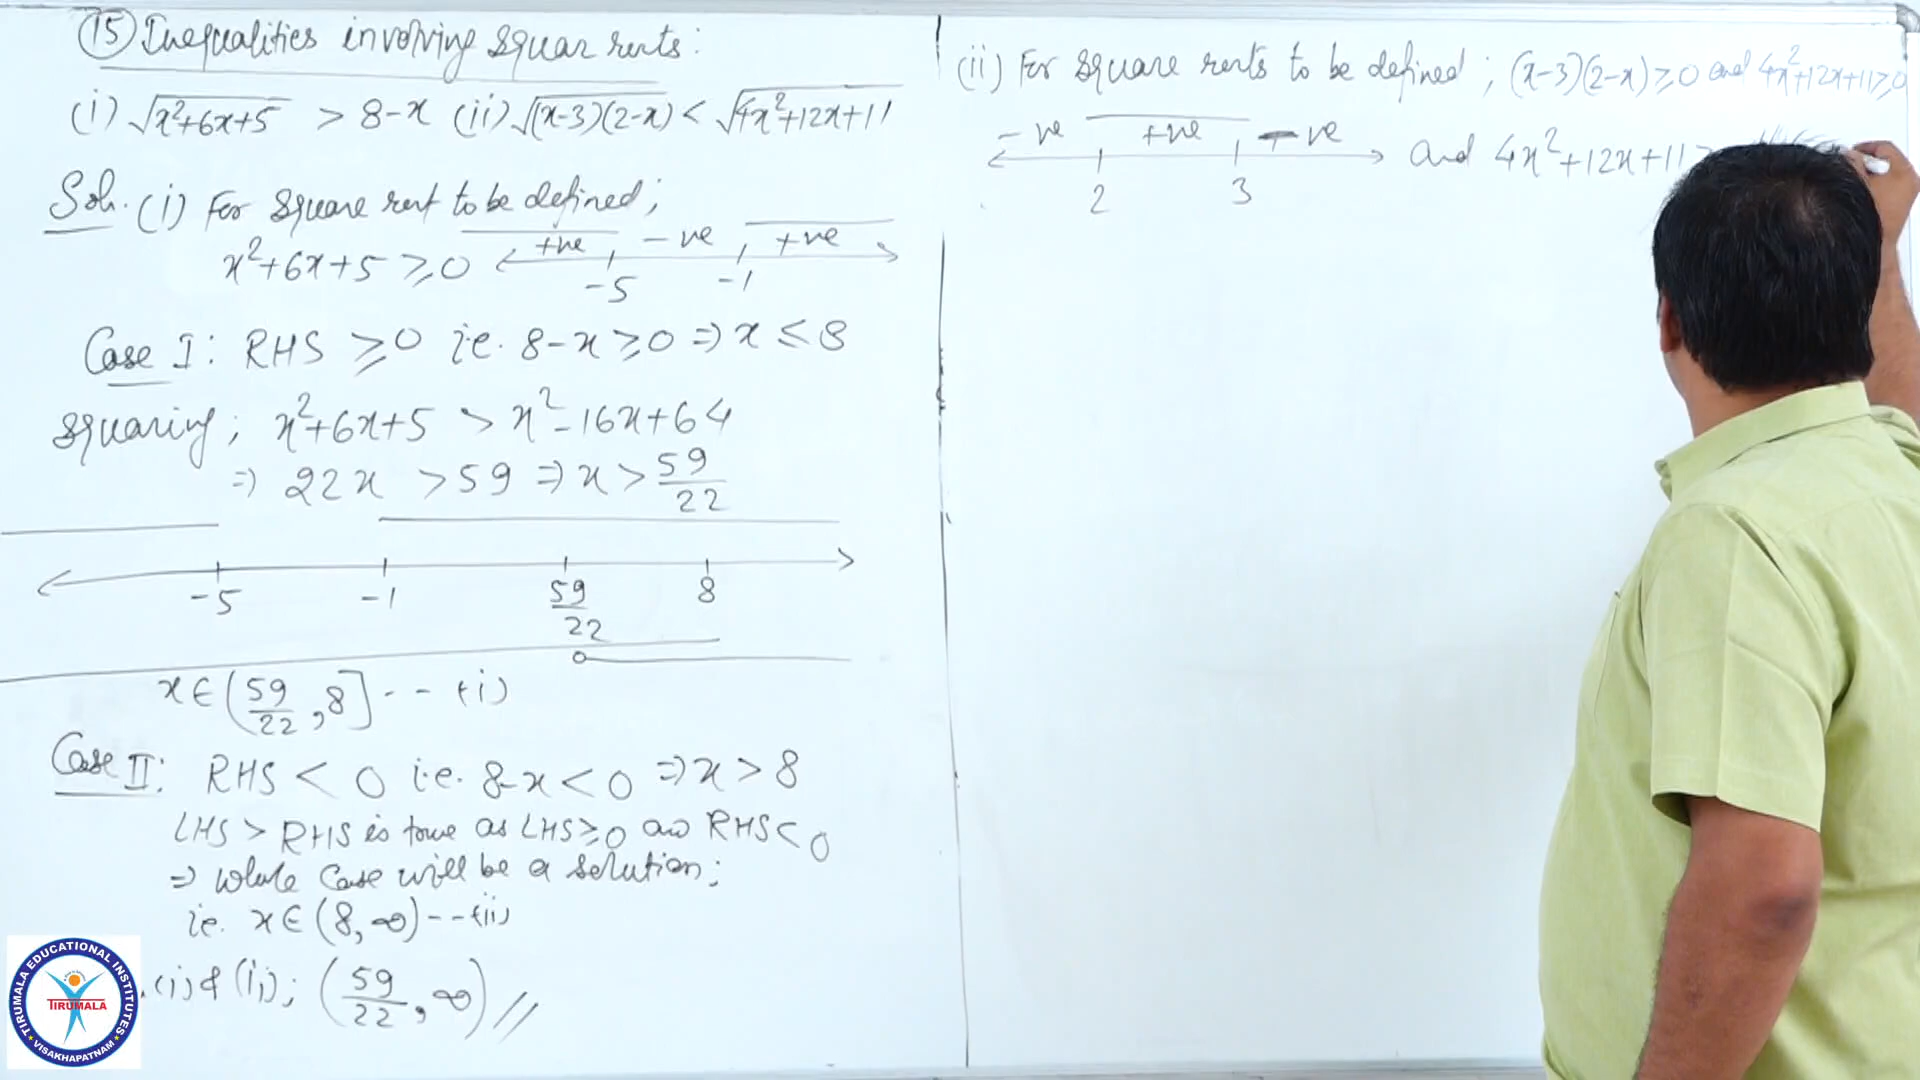 15 Inequalities involving squar roots:
(i) √x²+6x+5 > 8-x (ii) √(x-3)(2-x) < √4x²+12x+11
Soln. (i) For square root to be defined;
x²+6x+5 ≥ 0
+ve -ve +ve
-5 -1
Case I: RHS ≥ 0 i.e. 8-x ≥ 0 ⇒ x ≤ 8
squaring; x²+6x+5 > x²-16x+64
⇒ 22x > 59 ⇒ x > 59/22
-5 -1 59/22 8
x ∈ (59/22, 8] --- (i)
Case II: RHS < 0 i.e. 8-x < 0 ⇒ x > 8
LHS > RHS is true as LHS ≥ 0 and RHS < 0
⇒ Whole Case will be a solution;
i.e. x ∈ (8, ∞) --- (ii)
(i) & (ii); (59/22, ∞) //
(ii) For square roots to be defined; (x-3)(2-x) ≥ 0 and 4x²+12x+11 ≥ 0
-ve +ve -ve
2 3
and 4x²+12x+11
TIRUMALA EDUCATIONAL INSTITUTES
TIRUMALA
VISAKHAPATNAM